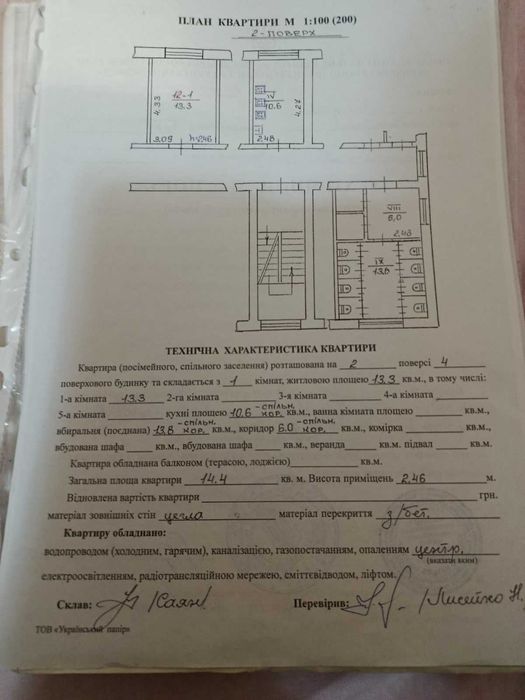 ПЛАН КВАРТИРИ М 1:100 (200)
2-ПОВЕРХ
4.33
12-1
13.3
3.09
h=2.46
IV
10.6
4.27
2.48
VIII
6,0
2.43
IX
13.8
ТЕХНІЧНА ХАРАКТЕРИСТИКА КВАРТИРИ
Квартира (посімейного, спільного заселення) розташована на 2 поверсі 4
поверхового будинку та складається з 1 кімнат, житловою площею 13.3 кв.м., в тому числі:
1-а кімната 13.3 2-га кімната 3-я кімната 4-а кімната
5-а кімната кухні площею 10.6 спільн. кор. кв.м., ванна кімната площею кв.м.,
вбиральня (поєднана) 13,8 спільн. кор. кв.м., коридор 6.0 спільн. кор. кв.м., комірка кв.м.,
вбудована шафа кв.м., вбудована шафа кв.м., веранда кв.м. підвал кв.м.
Квартира обладнана балконом (терасою, лоджією) кв.м.
Загальна площа квартири 14.4 кв. м. Висота приміщень 2.46 м.
Відновлена вартість квартири грн.
матеріал зовнішніх стін цегла матеріал перекриття з/бет.
Квартиру обладнано:
водопроводом (холодним, гарячим), каналізацією, газопостачанням, опаленням центр.
(вказати яким)
електроосвітленням, радіотрансляційною мережею, сміттєзвідводом, ліфтом.
Склав: Перевірив:
ТОВ «Український папір»